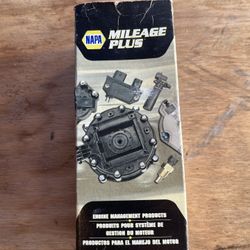 NAPA
MILEAGE
PLUS
ENGINE MANAGEMENT PRODUCTS
• PRODUITS POUR SYSTÈME DE
GESTION DU MOTEUR
• PRODUCTOS PARA EL MANEJO DEL MOTOR